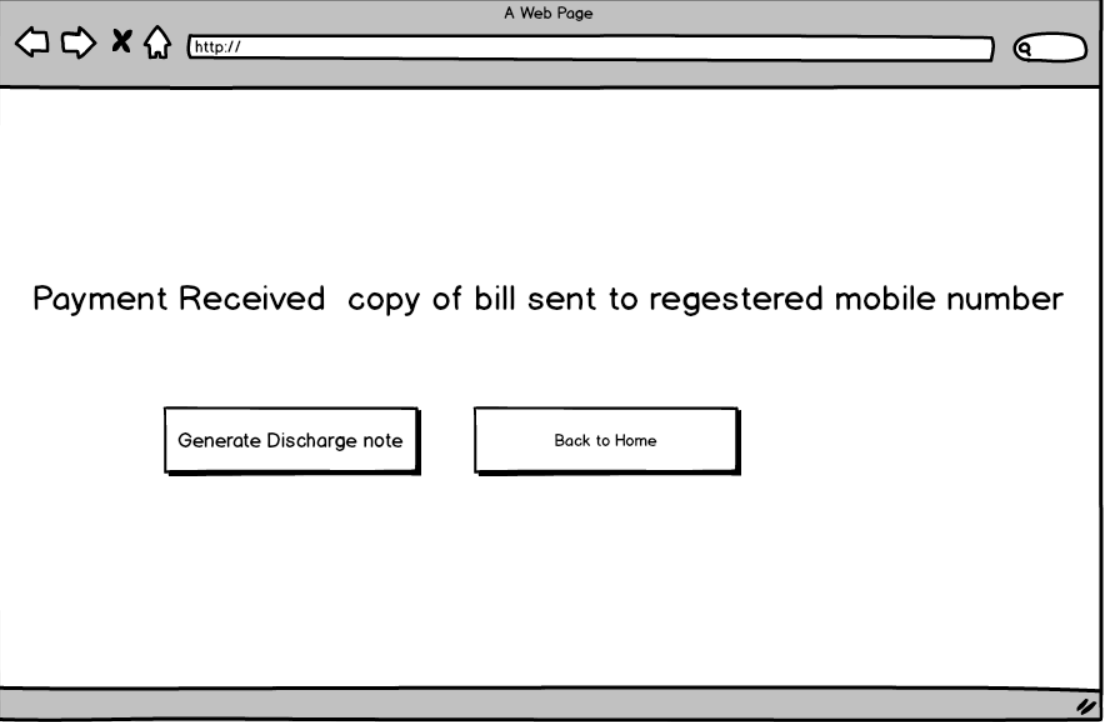 A Web Page
http://
Payment Received  copy of bill sent to regestered mobile number
Generate Discharge note
Back to Home